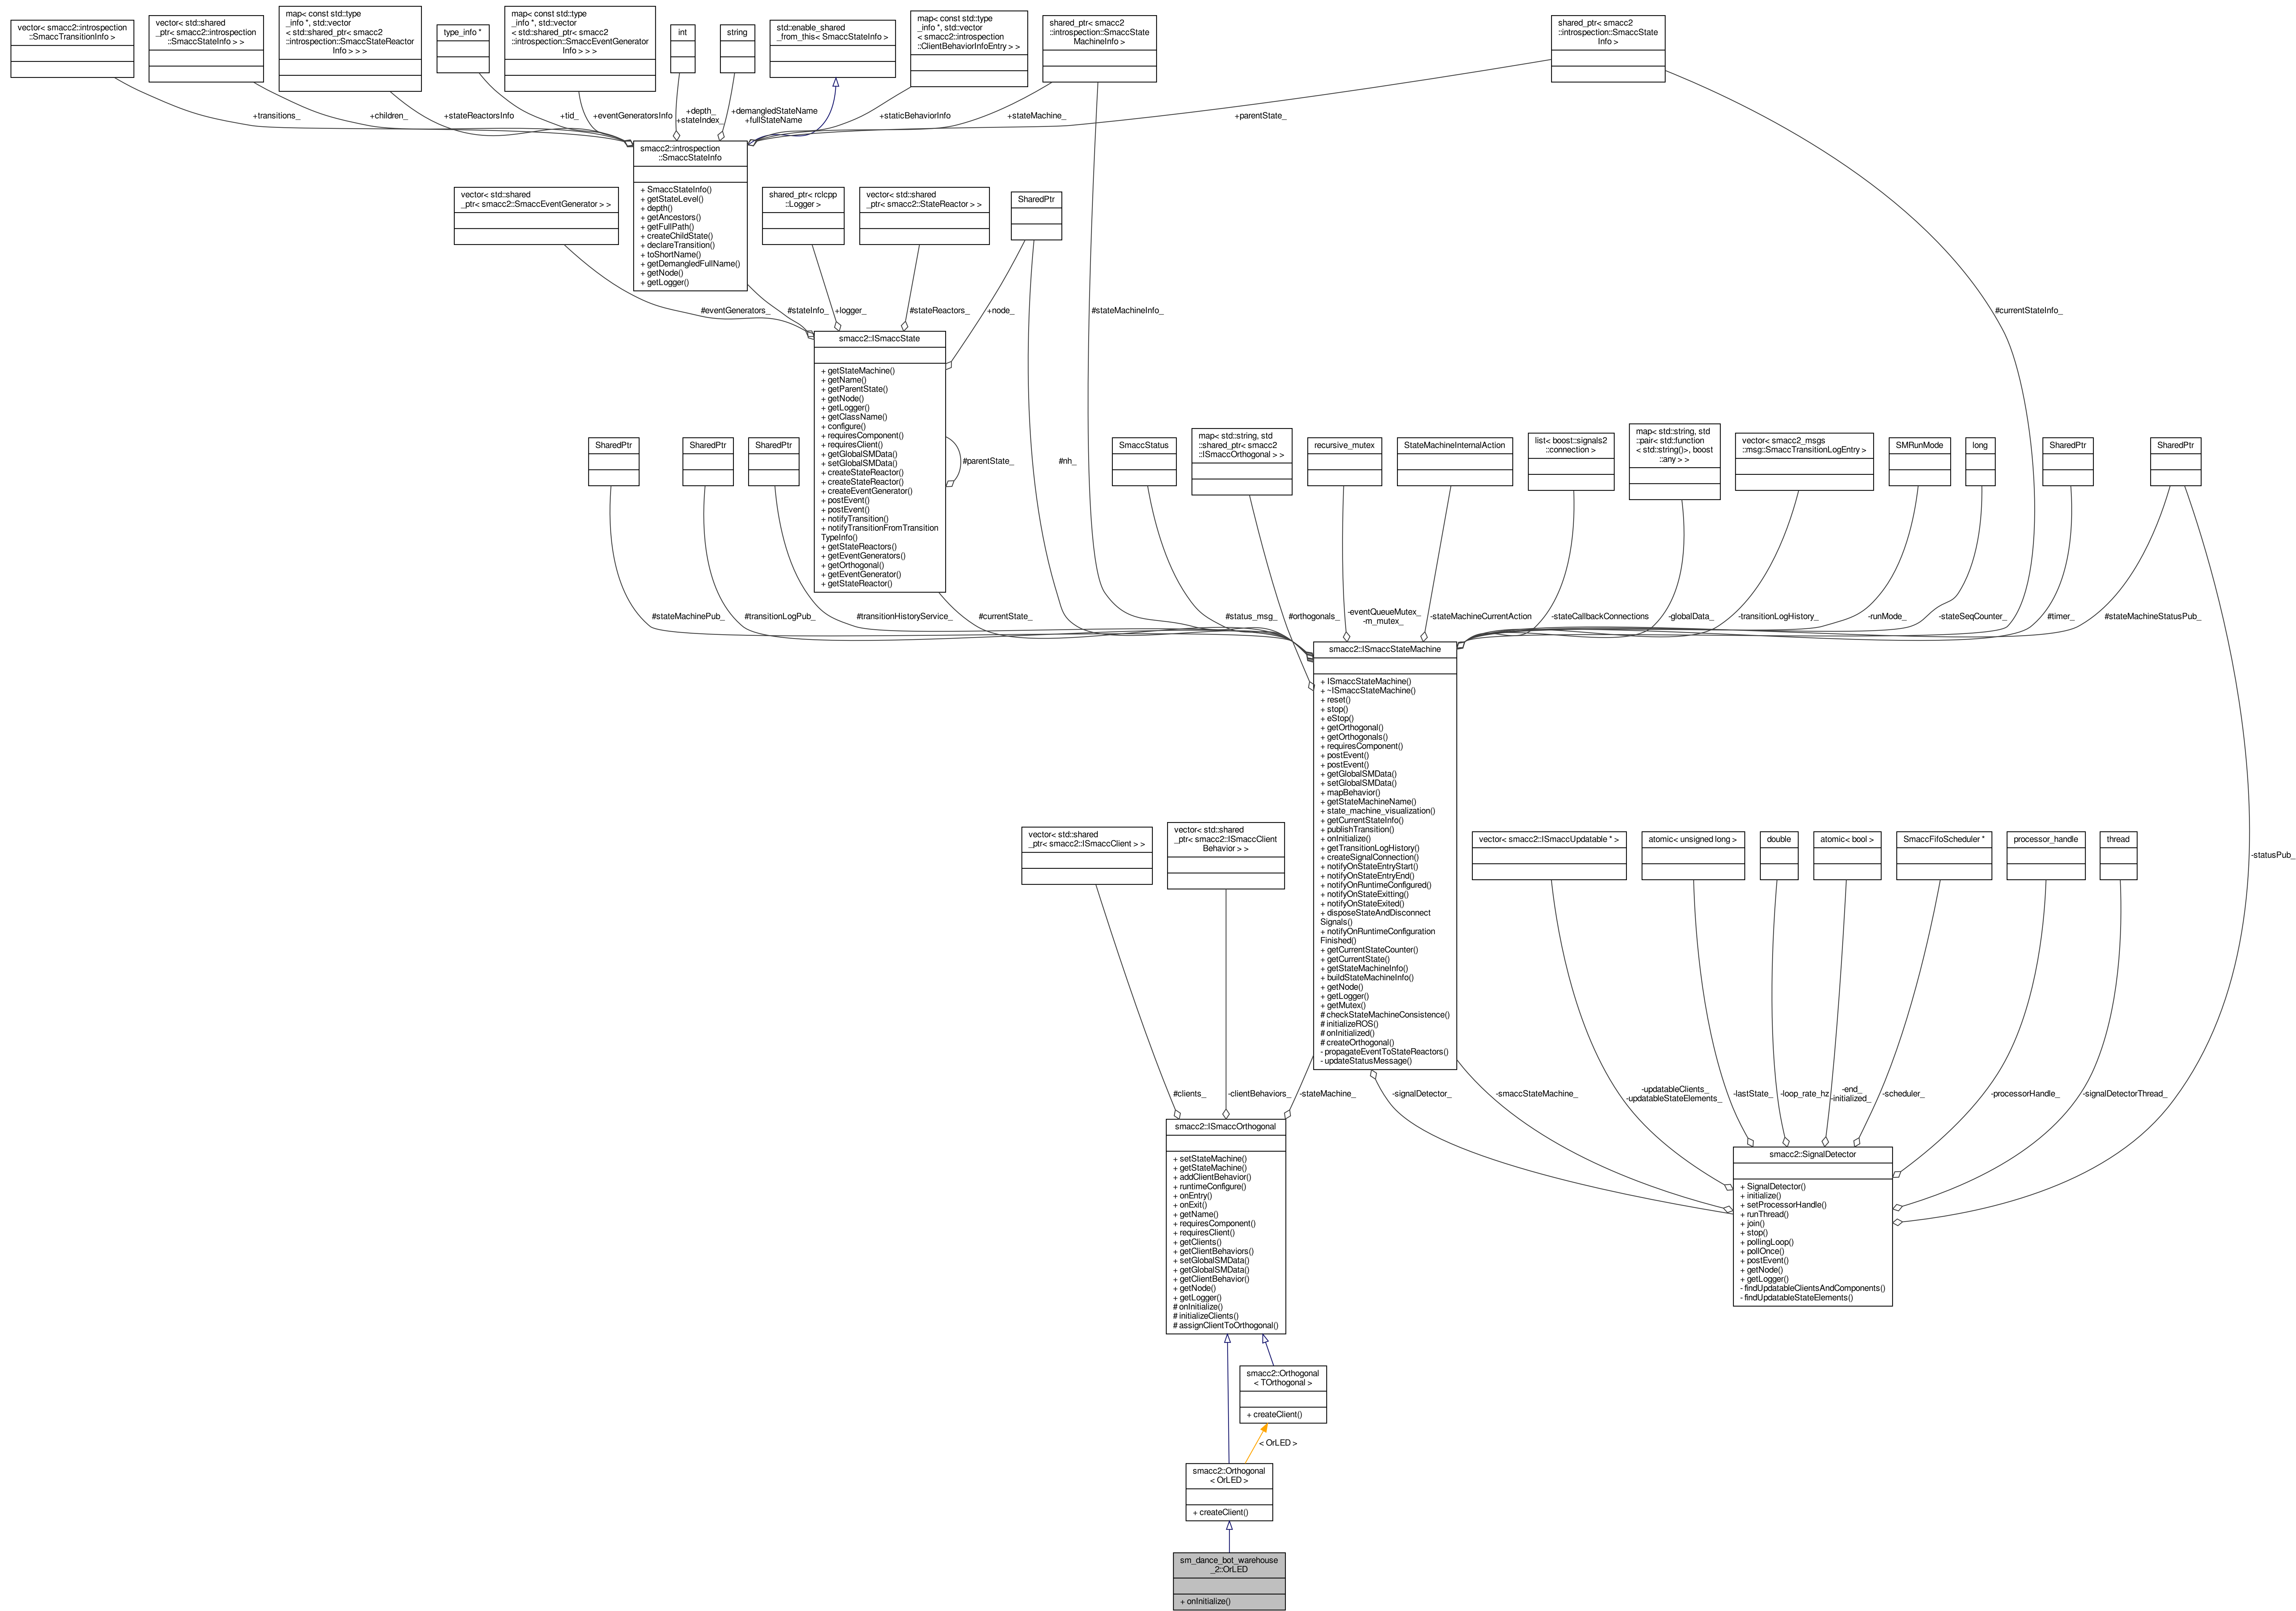 vector< smacc2::introspection
::SmaccTransitionInfo >
vector< std::shared
_ptr< smacc2::introspection
::SmaccStateInfo > >
map< const std::type
_info *, std::vector
< std::shared_ptr< smacc2
::introspection::SmaccStateReactor
Info > > >
type_info *
map< const std::type
_info *, std::vector
< std::shared_ptr< smacc2
::introspection::SmaccEventGenerator
Info > > >
int
string
std::enable_shared
_from_this< SmaccStateInfo >
map< const std::type
_info *, std::vector
< smacc2::introspection
::ClientBehaviorInfoEntry > >
shared_ptr< smacc2
::introspection::SmaccState
MachineInfo >
shared_ptr< smacc2
::introspection::SmaccState
Info >
+transitions_
+children_
+stateReactorsInfo
+tid_
+eventGeneratorsInfo
+depth_
+stateIndex_
+demangledStateName
+fullStateName
+staticBehaviorInfo
+stateMachine_
+parentState_
smacc2::introspection
::SmaccStateInfo
+ SmaccStateInfo()
+ getStateLevel()
+ depth()
+ getAncestors()
+ getFullPath()
+ createChildState()
+ declareTransition()
+ toShortName()
+ getDemangledFullName()
+ getNode()
+ getLogger()
vector< std::shared
_ptr< smacc2::SmaccEventGenerator > >
shared_ptr< rclcpp
::Logger >
vector< std::shared
_ptr< smacc2::StateReactor > >
SharedPtr
#eventGenerators_
#stateInfo_
+logger_
#stateReactors_
+node_
#stateMachineInfo_
#currentStateInfo_
smacc2::ISmaccState
+ getStateMachine()
+ getName()
+ getParentState()
+ getNode()
+ getLogger()
+ getClassName()
+ configure()
+ requiresComponent()
+ requiresClient()
+ getGlobalSMData()
+ setGlobalSMData()
+ createStateReactor()
+ createStateReactor()
+ createEventGenerator()
+ postEvent()
+ postEvent()
+ notifyTransition()
+ notifyTransitionFromTransition
TypeInfo()
+ getStateReactors()
+ getEventGenerators()
+ getOrthogonal()
+ getEventGenerator()
+ getStateReactor()
#parentState_
#nh_
SharedPtr
SharedPtr
SharedPtr
SmaccStatus
map< std::string, std
::shared_ptr< smacc2
::ISmaccOrthogonal > >
recursive_mutex
StateMachineInternalAction
list< boost::signals2
::connection >
map< std::string, std
::pair< std::function
< std::string()>, boost
::any > >
vector< smacc2_msgs
::msg::SmaccTransitionLogEntry >
SMRunMode
long
SharedPtr
SharedPtr
#stateMachinePub_
#transitionLogPub_
#transitionHistoryService_
#currentState_
#status_msg_
#orthogonals_
-eventQueueMutex_
-m_mutex_
-stateMachineCurrentAction
-stateCallbackConnections
-globalData_
-transitionLogHistory_
-runMode_
-stateSeqCounter_
#timer_
#stateMachineStatusPub_
smacc2::ISmaccStateMachine
+ ISmaccStateMachine()
+ ~ISmaccStateMachine()
+ reset()
+ stop()
+ eStop()
+ getOrthogonal()
+ getOrthogonals()
+ requiresComponent()
+ postEvent()
+ postEvent()
+ getGlobalSMData()
+ setGlobalSMData()
+ mapBehavior()
+ getStateMachineName()
+ state_machine_visualization()
+ getCurrentStateInfo()
+ publishTransition()
+ onInitialize()
+ getTransitionLogHistory()
+ createSignalConnection()
+ notifyOnStateEntryStart()
+ notifyOnStateEntryEnd()
+ notifyOnRuntimeConfigured()
+ notifyOnStateExitting()
+ notifyOnStateExited()
+ disposeStateAndDisconnect
Signals()
+ notifyOnRuntimeConfiguration
Finished()
+ getCurrentStateCounter()
+ getCurrentState()
+ getStateMachineInfo()
+ buildStateMachineInfo()
+ getNode()
+ getLogger()
+ getMutex()
# checkStateMachineConsistence()
# initializeROS()
# onInitialized()
# createOrthogonal()
- propagateEventToStateReactors()
- updateStatusMessage()
vector< std::shared
_ptr< smacc2::ISmaccClient > >
vector< std::shared
_ptr< smacc2::ISmaccClient
Behavior > >
vector< smacc2::ISmaccUpdatable * >
atomic< unsigned long >
double
atomic< bool >
SmaccFifoScheduler *
processor_handle
thread
-statusPub_
#clients_
-clientBehaviors_
-stateMachine_
-signalDetector_
-smaccStateMachine_
-updatableClients_
-updatableStateElements_
-lastState_
-loop_rate_hz
-end_
-initialized_
-scheduler_
-processorHandle_
-signalDetectorThread_
smacc2::ISmaccOrthogonal
+ setStateMachine()
+ getStateMachine()
+ addClientBehavior()
+ runtimeConfigure()
+ onEntry()
+ onExit()
+ getName()
+ requiresComponent()
+ requiresClient()
+ getClients()
+ getClientBehaviors()
+ setGlobalSMData()
+ getGlobalSMData()
+ getClientBehavior()
+ getNode()
+ getLogger()
# onInitialize()
# initializeClients()
# assignClientToOrthogonal()
smacc2::SignalDetector
+ SignalDetector()
+ initialize()
+ setProcessorHandle()
+ runThread()
+ join()
+ stop()
+ pollingLoop()
+ pollOnce()
+ postEvent()
+ getNode()
+ getLogger()
- findUpdatableClientsAndComponents()
- findUpdatableStateElements()
smacc2::Orthogonal
< TOrthogonal >
+ createClient()
< OrLED >
smacc2::Orthogonal
< OrLED >
+ createClient()
sm_dance_bot_warehouse
_2::OrLED
+ onInitialize()